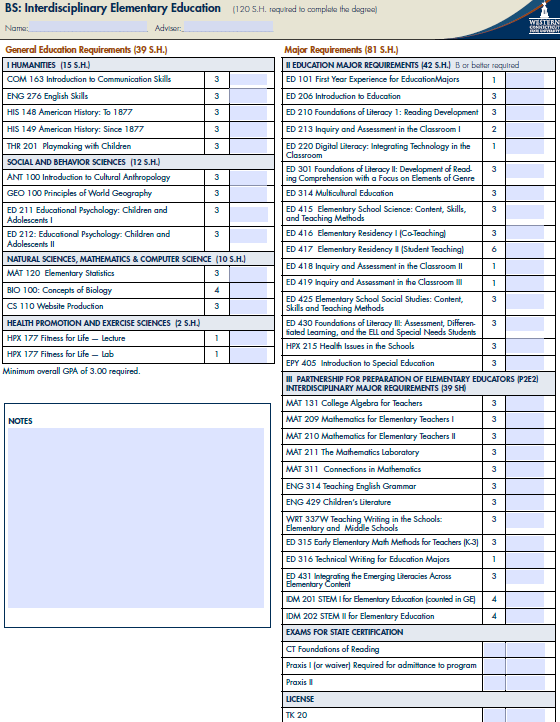 BS: Interdisciplinary Elementary Education (120 S.H. required to complete the degree)
Name: Adviser:
WESTERN
CONNECTICUT
STATE UNIVERSITY
General Education Requirements (39 S.H.)
I HUMANITIES (15 S.H.)
COM 163 Introduction to Communication Skills 3
ENG 276 English Skills 3
HIS 148 American History: To 1877 3
HIS 149 American History: Since 1877 3
THR 201 Playmaking with Children 3
SOCIAL AND BEHAVIOR SCIENCES (12 S.H.)
ANT 100 Introduction to Cultural Anthropology 3
GEO 100 Principles of World Geography 3
ED 211 Educational Psychology: Children and 3
Adolescents I
ED 212: Educational Psychology: Children and 3
Adolescents II
NATURAL SCIENCES, MATHEMATICS & COMPUTER SCIENCE (10 S.H.)
MAT 120 Elementary Statistics 3
BIO 100: Concepts of Biology 4
CS 110 Website Production 3
HEALTH PROMOTION AND EXERCISE SCIENCES (2 S.H.)
HPX 177 Fitness for Life — Lecture 1
HPX 177 Fitness for Life — Lab 1
Minimum overall GPA of 3.00 required.
NOTES
Major Requirements (81 S.H.)
II EDUCATION MAJOR REQUIREMENTS (42 S.H.) B or better required
ED 101 First Year Experience for EducationMajors 1
ED 206 Introduction to Education 3
ED 210 Foundations of Literacy 1: Reading Development 3
ED 213 Inquiry and Assessment in the Classroom I 2
ED 220 Digital Literacy: Integrating Technology in the 1
Classroom
ED 301 Foundations of Literacy II: Development of Read- 3
ing Comprehension with a Focus on Elements of Genre
ED 314 Multicultural Education 3
ED 415 Elementary School Science: Content, Skills, 3
and Teaching Methods
ED 416 Elementary Residency I (Co-Teaching) 3
ED 417 Elementary Residency II (Student Teaching) 6
ED 418 Inquiry and Assessment in the Classroom II 1
ED 419 Inquiry and Assessment in the Classroom III 1
ED 425 Elementary School Social Studies: Content, 3
Skills and Teaching Methods
ED 430 Foundations of Literacy III: Assessment, Differen- 3
tiated Learning, and the ELL and Special Needs Students
HPX 215 Health Issues in the Schools 3
EPY 405 Introduction to Special Education 3
III PARTNERSHIP FOR PREPARATION OF ELEMENTARY EDUCATORS (P2E2)
INTERDISCIPLINARY MAJOR REQUIREMENTS (39 SH)
MAT 131 College Algebra for Teachers 3
MAT 209 Mathematics for Elementary Teachers I 3
MAT 210 Mathematics for Elementary Teachers II 3
MAT 211 The Mathematics Laboratory 3
MAT 311 Connections in Mathematics 3
ENG 314 Teaching English Grammar 3
ENG 429 Children's Literature 3
WRT 337W Teaching Writing in the Schools: 3
Elementary and Middle Schools
ED 315 Early Elementary Math Methods for Teachers (K-3) 3
ED 316 Technical Writing for Education Majors 1
ED 431 Integrating the Emerging Literacies Across 3
Elementary Content
IDM 201 STEM I for Elementary Education (counted in GE) 4
IDM 202 STEM II for Elementary Education 4
EXAMS FOR STATE CERTIFICATION
CT Foundations of Reading
Praxis I (or waiver) Required for admittance to program
Praxis II
LICENSE
TK 20